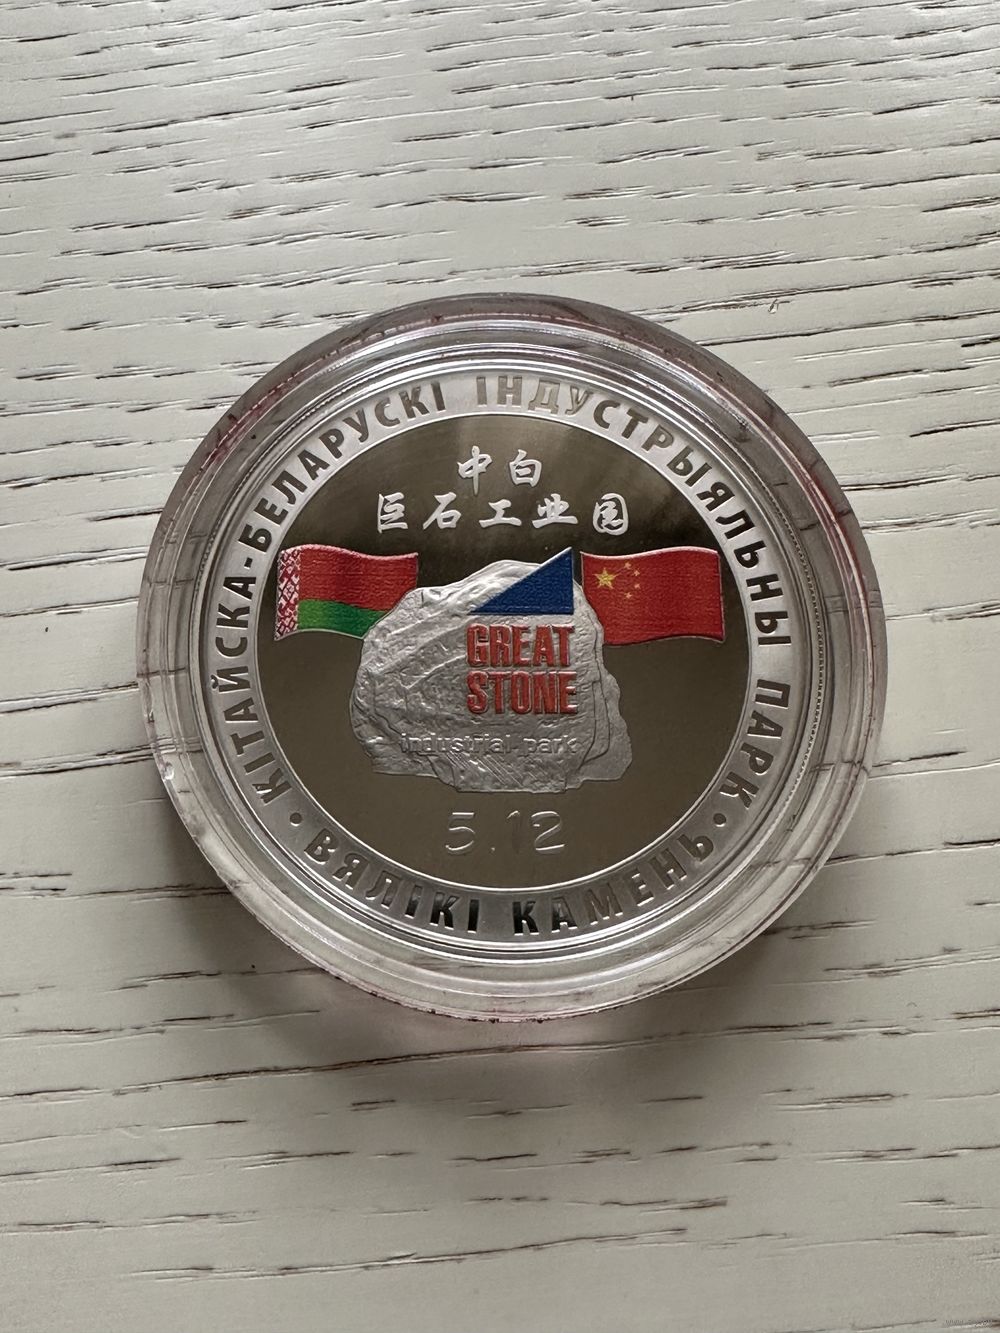 КІТАЙСКА-БЕЛАРУСКІ ІНДУСТРЫЯЛЬНЫ ПАРК
中白
巨石工业园
GREAT
STONE
industrial park
5.12
• ВЯЛІКІ КАМЕНЬ •